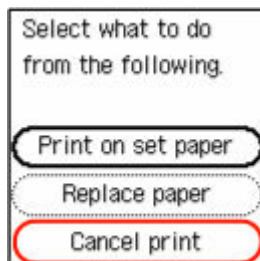 Select what to do
from the following.
Print on set paper
Replace paper
Cancel print